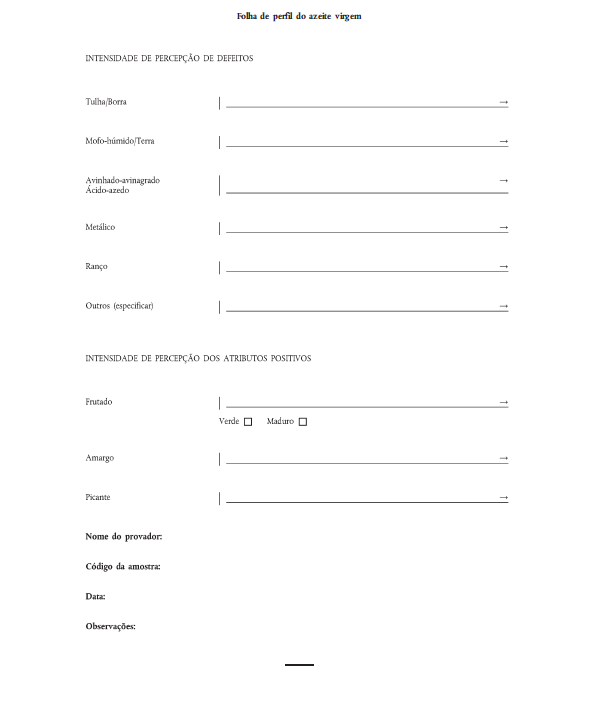 Folha de perfil do azeite virgem
INTENSIDADE DE PERCEPÇÃO DE DEFEITOS
Tulha/Borra →
Mofo-húmido/Terra →
Avinhado-avinagrado →
Ácido-azedo
Metálico →
Ranço →
Outros (especificar) →
INTENSIDADE DE PERCEPÇÃO DOS ATRIBUTOS POSITIVOS
Frutado →
Verde □ Maduro □
Amargo →
Picante →
Nome do provador:
Código da amostra:
Data:
Observações: